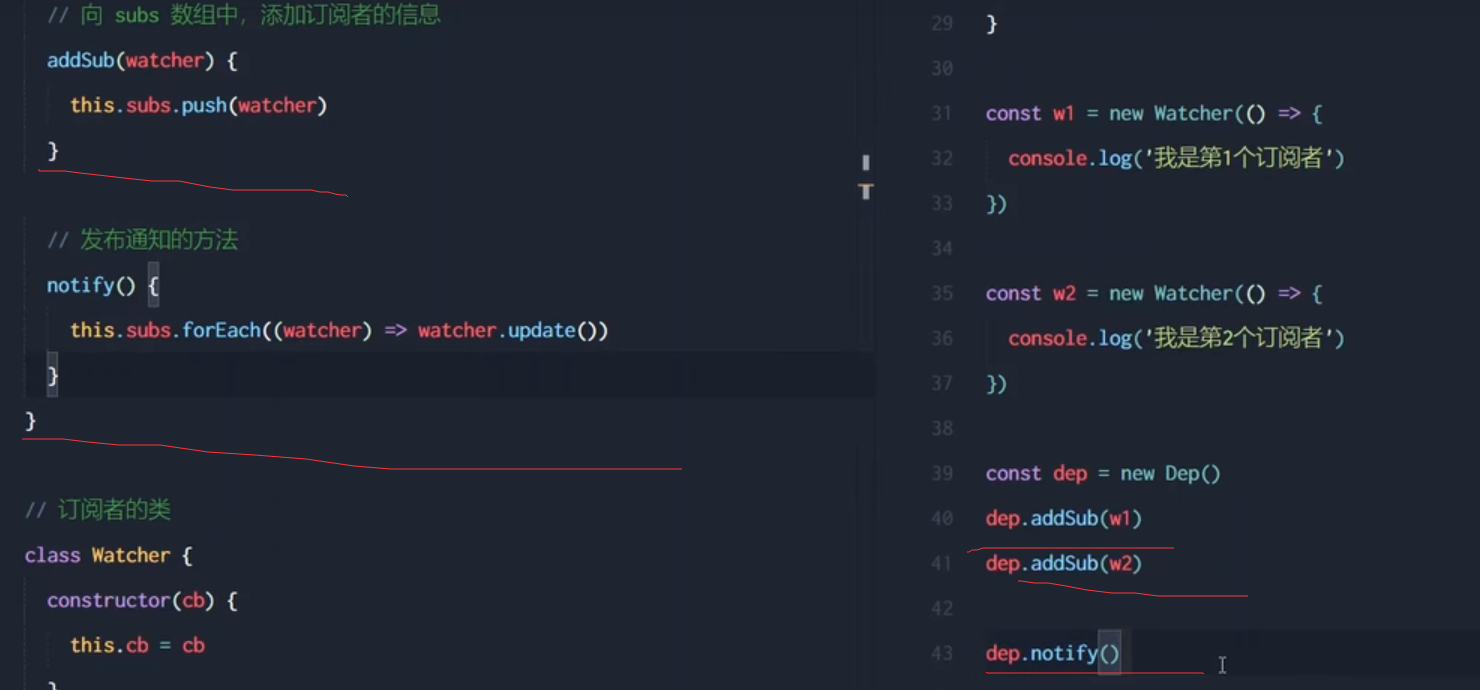 // 向 subs 数组中，添加订阅者的信息
addSub(watcher) {
this.subs.push(watcher)
}
// 发布通知的方法
notify() {
this.subs.forEach((watcher) => watcher.update())
}
}
// 订阅者的类
class Watcher {
constructor(cb) {
this.cb = cb
}
29 }
30
31 const w1 = new Watcher(() => {
32 console.log('我是第1个订阅者')
33 })
34
35 const w2 = new Watcher(() => {
36 console.log('我是第2个订阅者')
37 })
38
39 const dep = new Dep()
40 dep.addSub(w1)
41 dep.addSub(w2)
42
43 dep.notify()